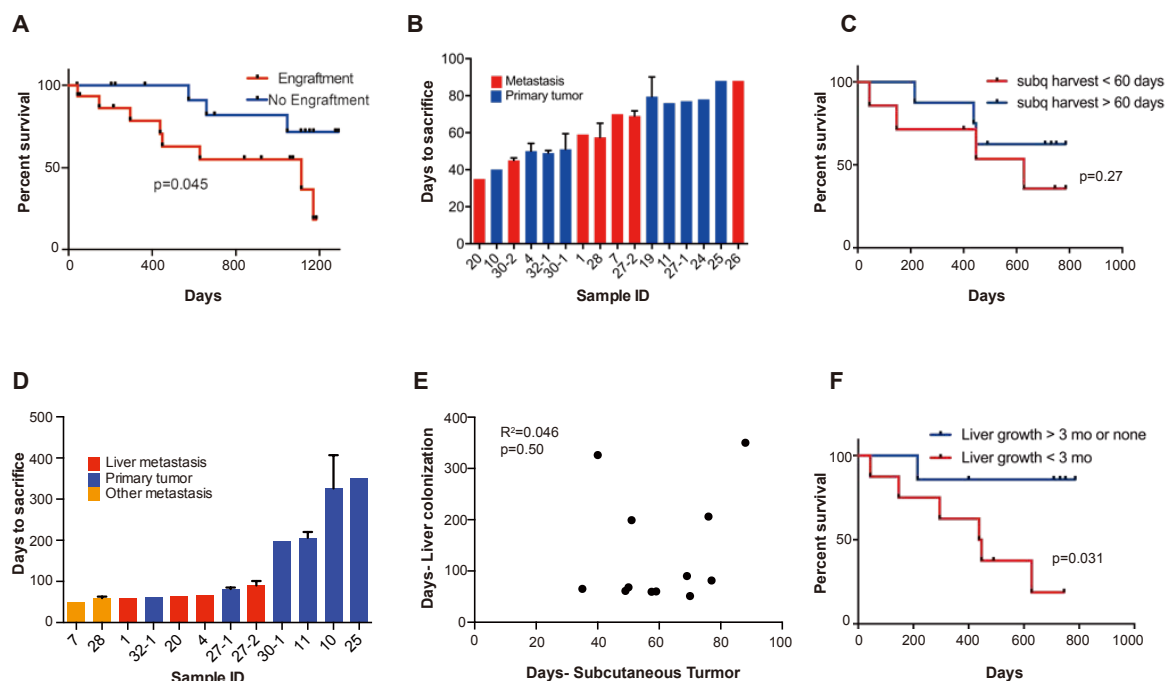 A
Percent survival
100
50
0
Engraftment
No Engraftment
p=0.045
0 400 800 1200
Days
B
Days to sacrifice
100
80
60
40
20
0
Metastasis
Primary tumor
20 10 30-2 4 32-1 30-1 1 28 7 27-2 19 11 27-1 24 25 26
Sample ID
C
Percent survival
100
50
0
subq harvest < 60 days
subq harvest > 60 days
p=0.27
0 200 400 600 800 1000
Days
D
Days to sacrifice
500
400
300
200
100
0
Liver metastasis
Primary tumor
Other metastasis
7 28 1 32-1 20 4 27-1 27-2 30-1 11 10 25
Sample ID
E
Days- Liver colonization
400
300
200
100
0
R²=0.046
p=0.50
0 20 40 60 80 100
Days- Subcutaneous Turmor
F
Percent survival
100
50
0
Liver growth > 3 mo or none
Liver growth < 3 mo
p=0.031
0 200 400 600 800 1000
Days